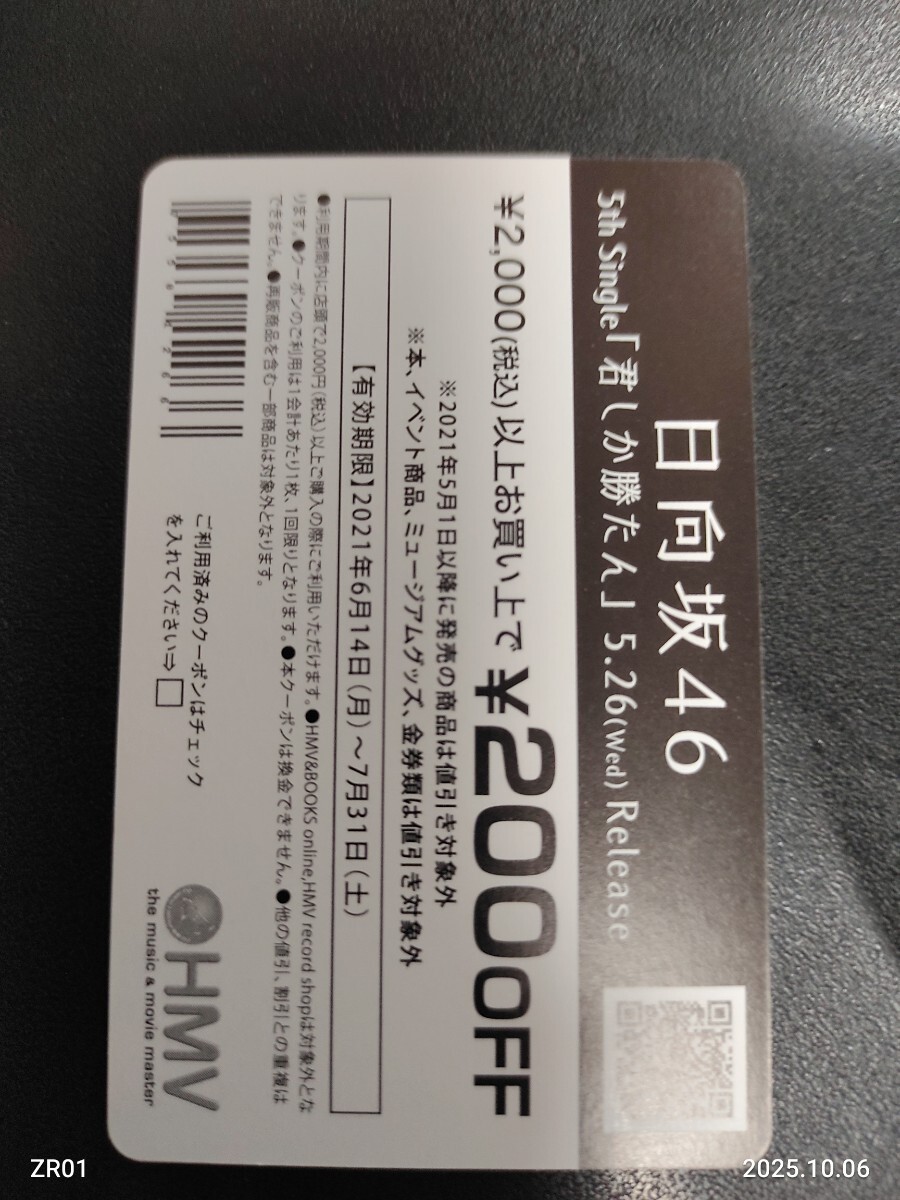 日向坂46
5th Single「君しか勝たん」 5.26(Wed) Release
¥2,000(税込)以上お買い上で ¥200OFF
※2021年5月1日以降に発売の商品は値引き対象外
※本、イベント商品、ミュージアムグッズ、金券類は値引き対象外
【有効期限】2021年6月14日(月)～7月31日(土)
●利用期間内に店頭で2,000円(税込)以上ご購入の際にご利用いただけます。●HMV&BOOKS online,HMV record shopは対象外とな
ります。●クーポンのご利用は1会計あたり1枚、1回限りとなります。●本クーポンは換金できません。●他の値引、割引との重複は
できません。●再販商品を含む一部商品は対象外となります。
ご利用済みのクーポンはチェック
を入れてください⇒□
HMV
the music & movie master
ZR01
2025.10.06